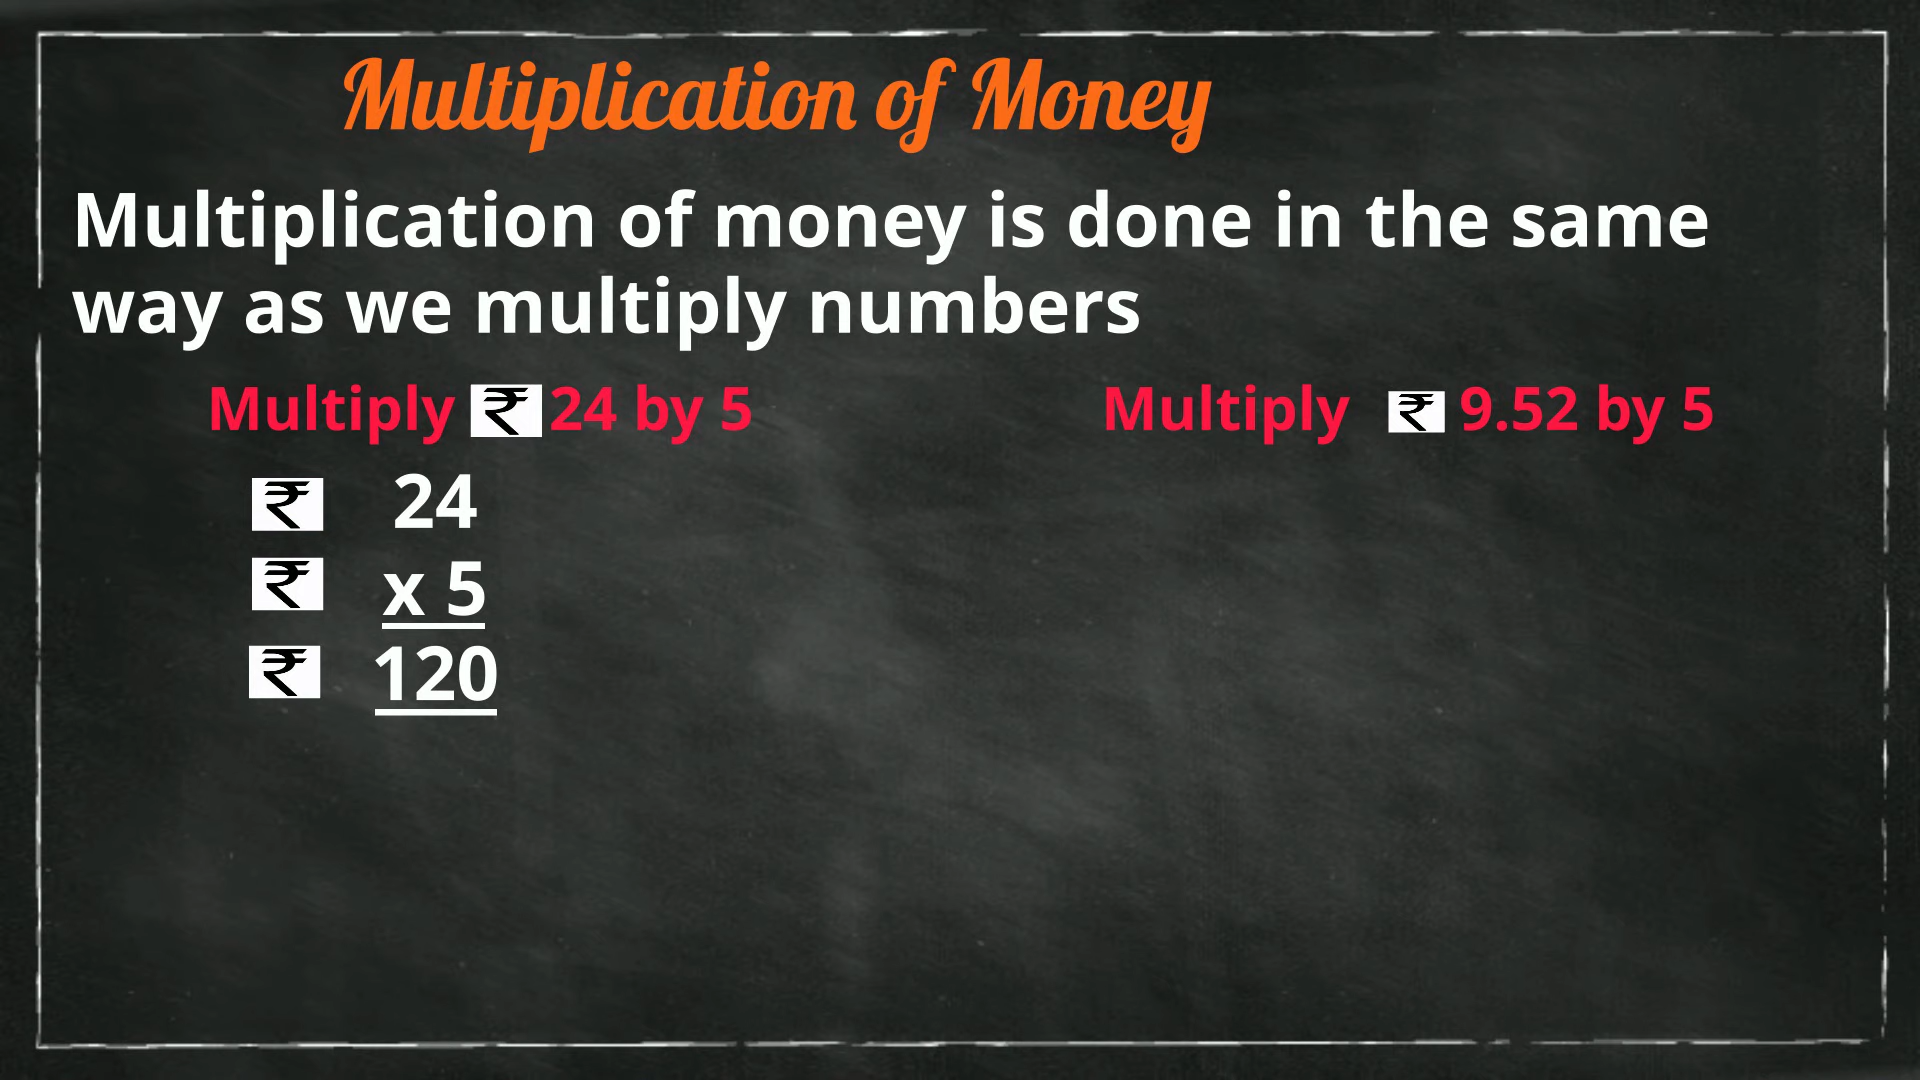 Multiplication of Money
Multiplication of money is done in the same
way as we multiply numbers
Multiply ₹ 24 by 5
₹ 24
₹ x 5
₹ 120
Multiply ₹ 9.52 by 5